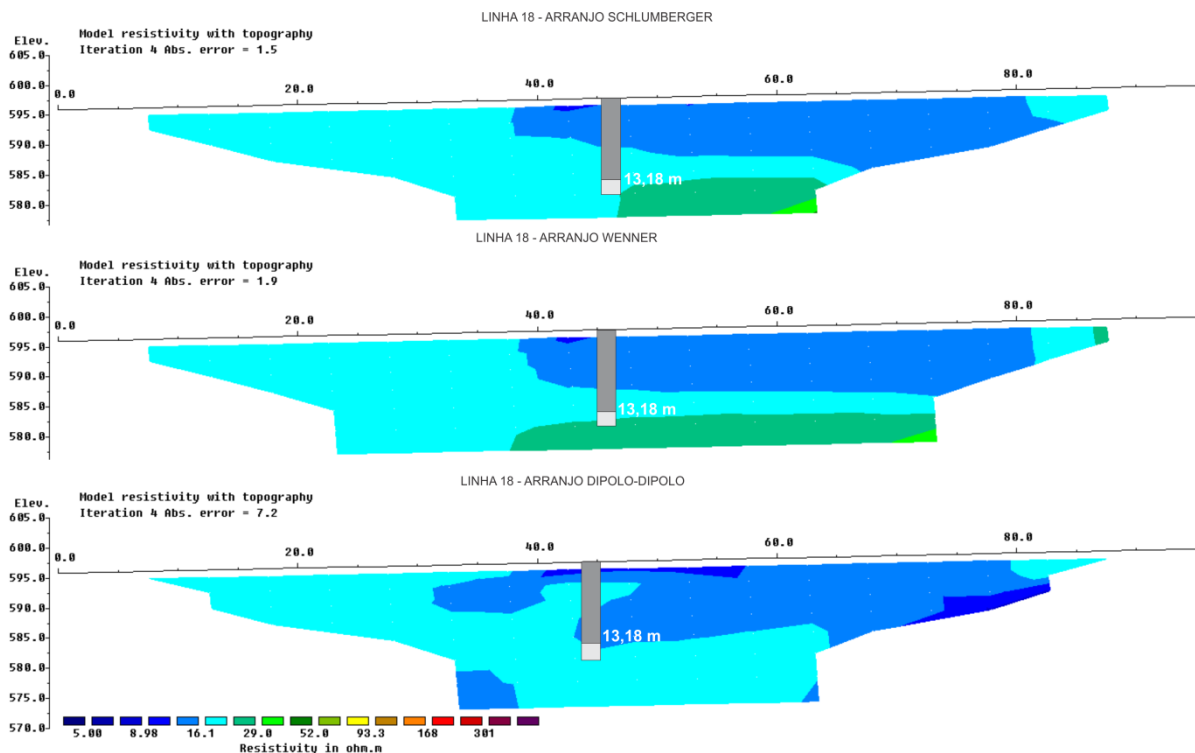 LINHA 18 - ARRANJO SCHLUMBERGER
Elev.
Model resistivity with topography
Iteration 4 Abs. error = 1.5
605.0
600.0
595.0
590.0
585.0
580.0
0.0
20.0
40.0
60.0
80.0
13,18 m
LINHA 18 - ARRANJO WENNER
Elev.
Model resistivity with topography
Iteration 4 Abs. error = 1.9
605.0
600.0
595.0
590.0
585.0
580.0
0.0
20.0
40.0
60.0
80.0
13,18 m
LINHA 18 - ARRANJO DIPOLO-DIPOLO
Elev.
Model resistivity with topography
Iteration 4 Abs. error = 7.2
605.0
600.0
595.0
590.0
585.0
580.0
575.0
570.0
0.0
20.0
40.0
60.0
80.0
13,18 m
5.00 8.98 16.1 29.0 52.0 93.3 168 301
Resistivity in ohm.m